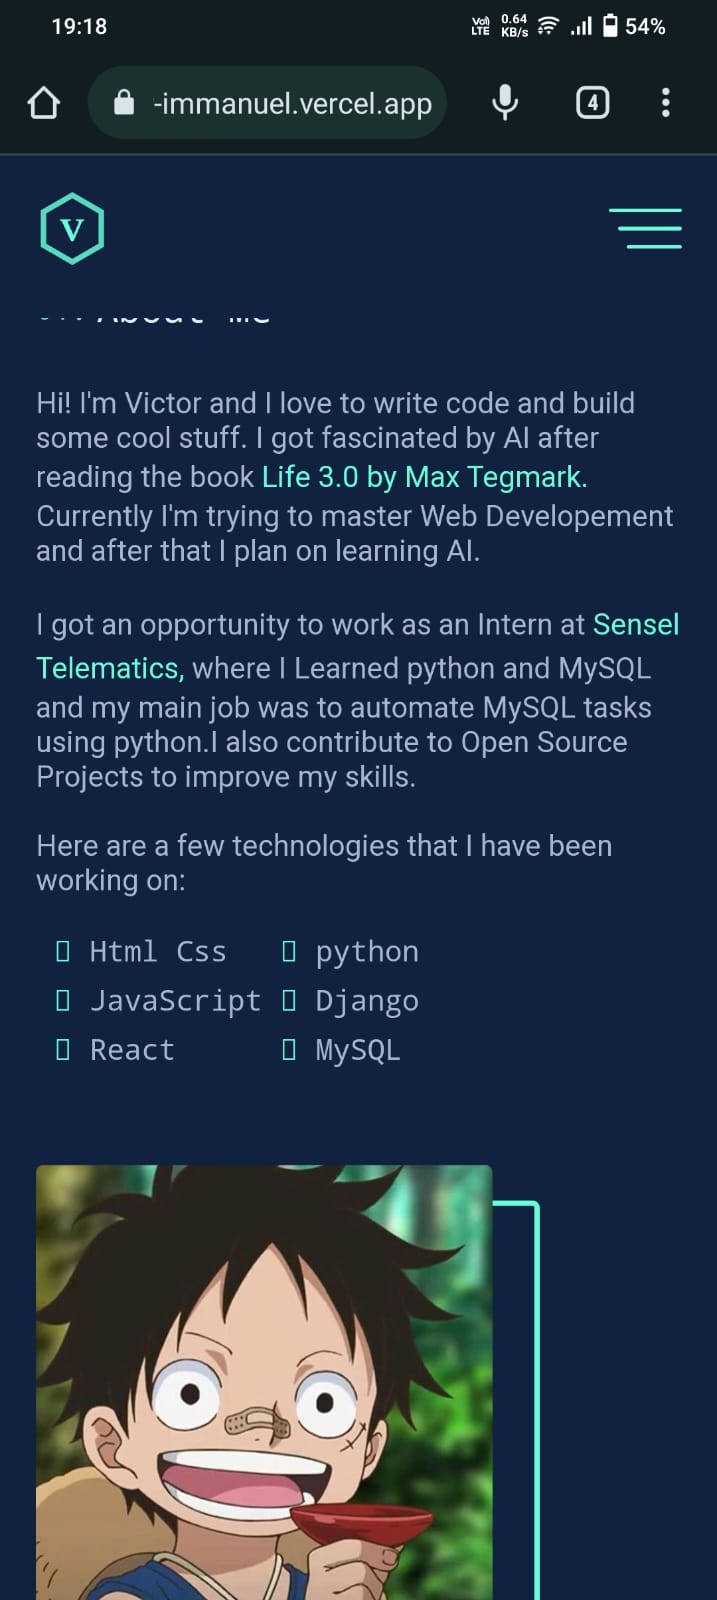 19:18
Vo) LTE 0.64 KB/s 54%
-immanuel.vercel.app 4
V
About Me
Hi! I'm Victor and I love to write code and build
some cool stuff. I got fascinated by AI after
reading the book Life 3.0 by Max Tegmark.
Currently I'm trying to master Web Developement
and after that I plan on learning AI.
I got an opportunity to work as an Intern at Sensel
Telematics, where I Learned python and MySQL
and my main job was to automate MySQL tasks
using python.I also contribute to Open Source
Projects to improve my skills.
Here are a few technologies that I have been
working on:
Html Css python
JavaScript Django
React MySQL